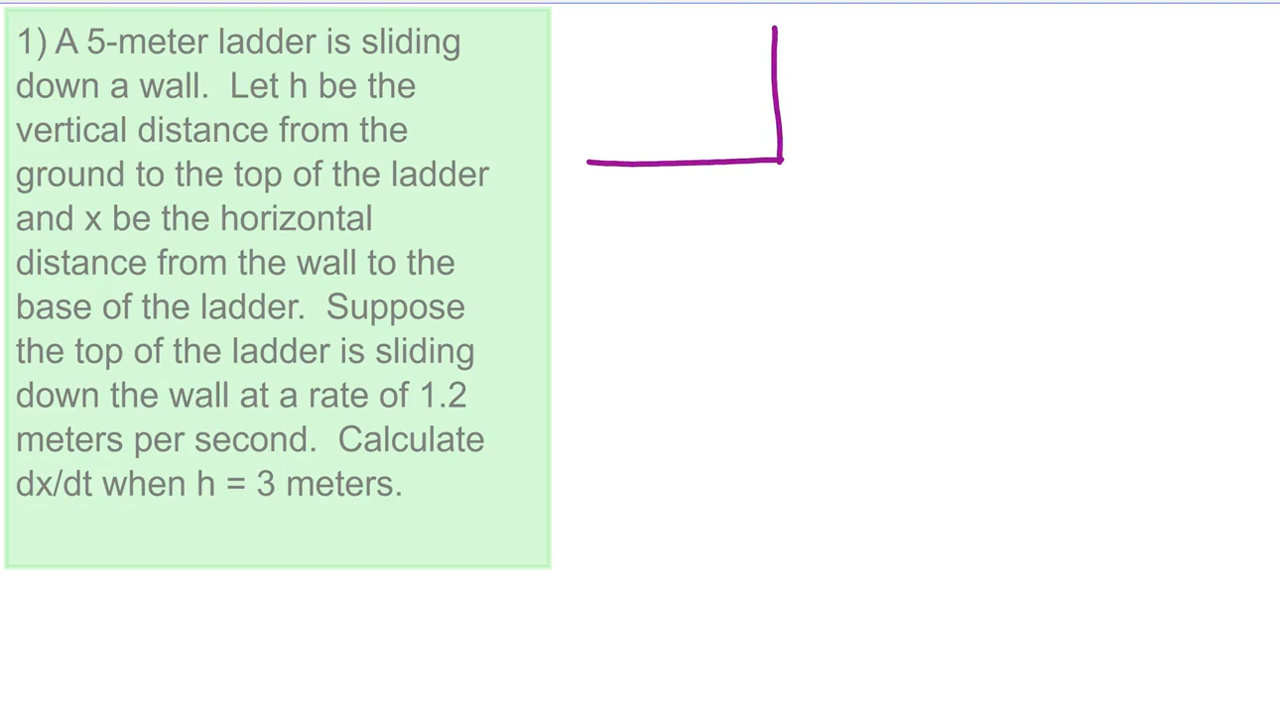 1) A 5-meter ladder is sliding
down a wall.  Let h be the
vertical distance from the
ground to the top of the ladder
and x be the horizontal
distance from the wall to the
base of the ladder.  Suppose
the top of the ladder is sliding
down the wall at a rate of 1.2
meters per second.  Calculate
dx/dt when h = 3 meters.